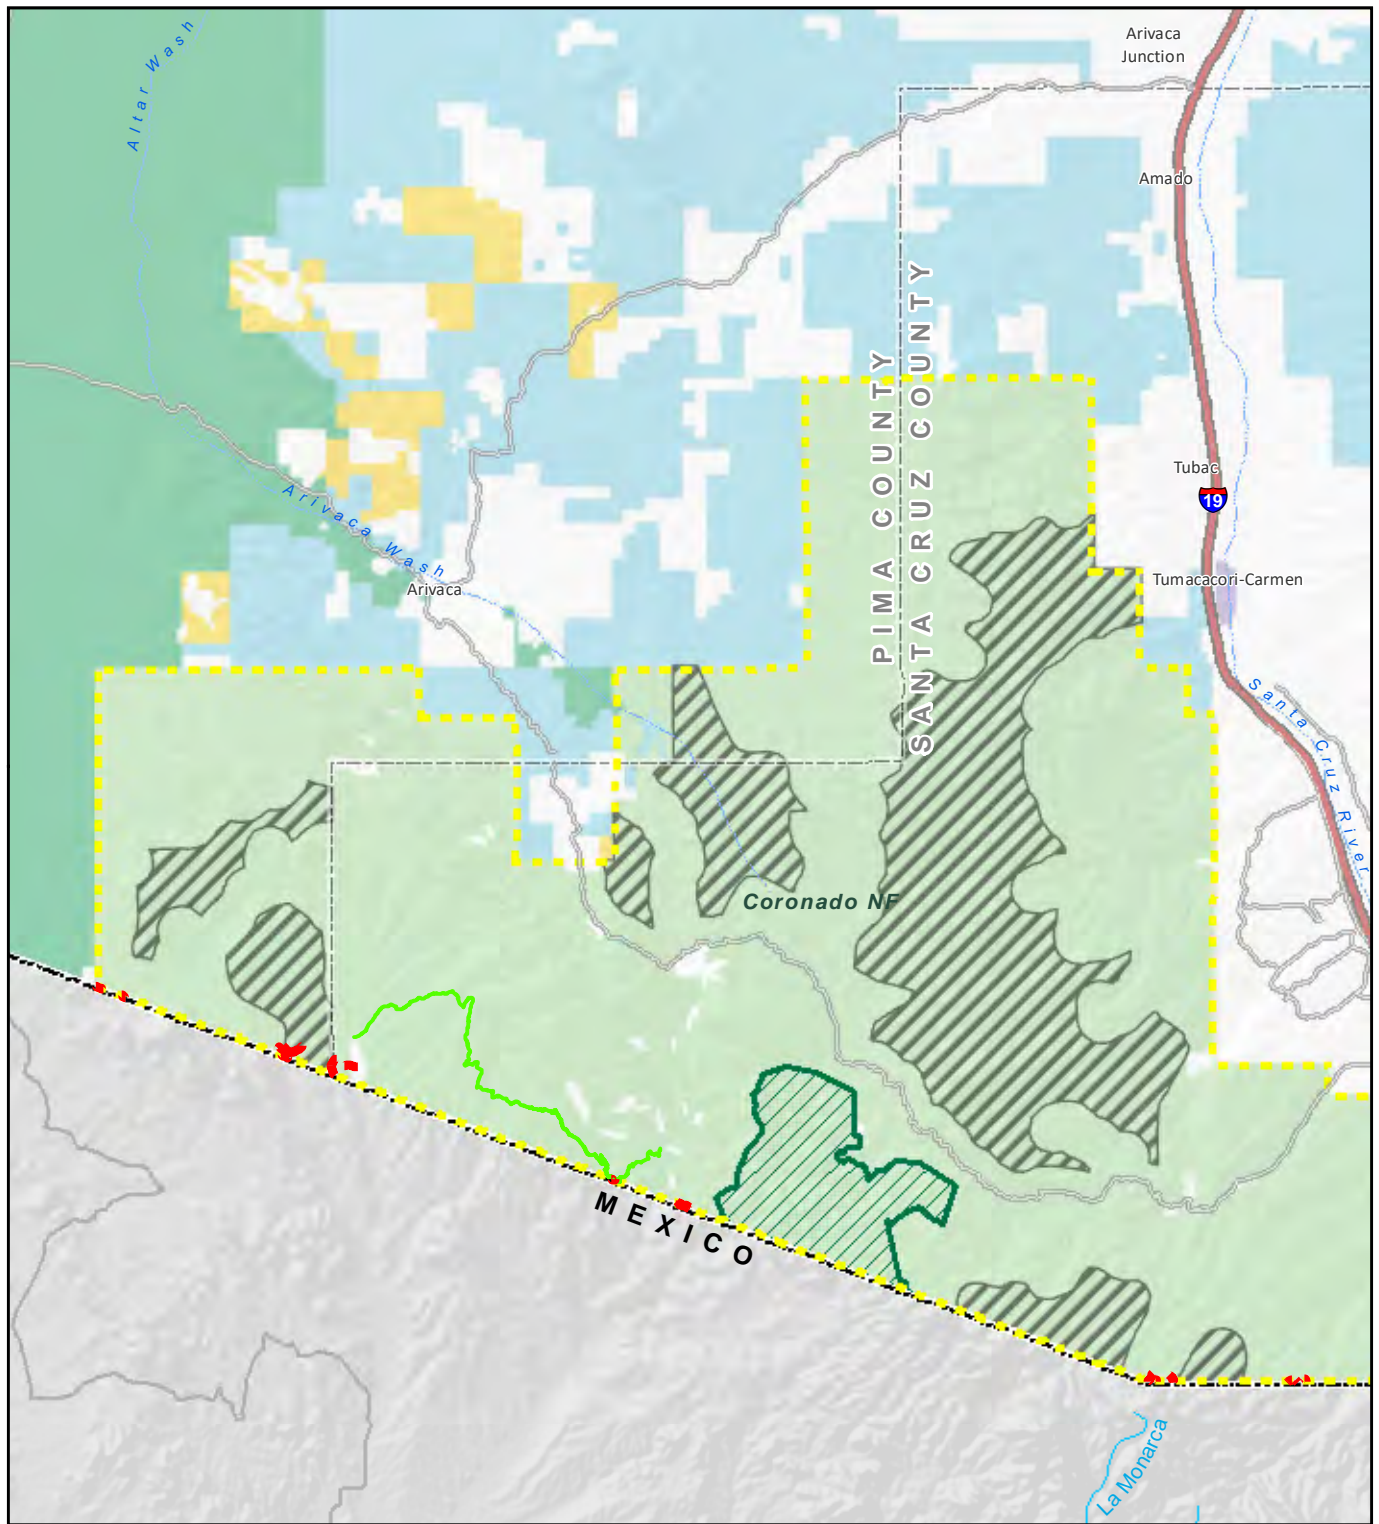 Arivaca
Junction
Altar Wash
Amado
PIMA COUNTY
SANTA CRUZ COUNTY
Tubac
19
Arivaca Wash
Arivaca
Tumacacori-Carmen
Santa Cruz River
Coronado NF
MEXICO
La Monarca